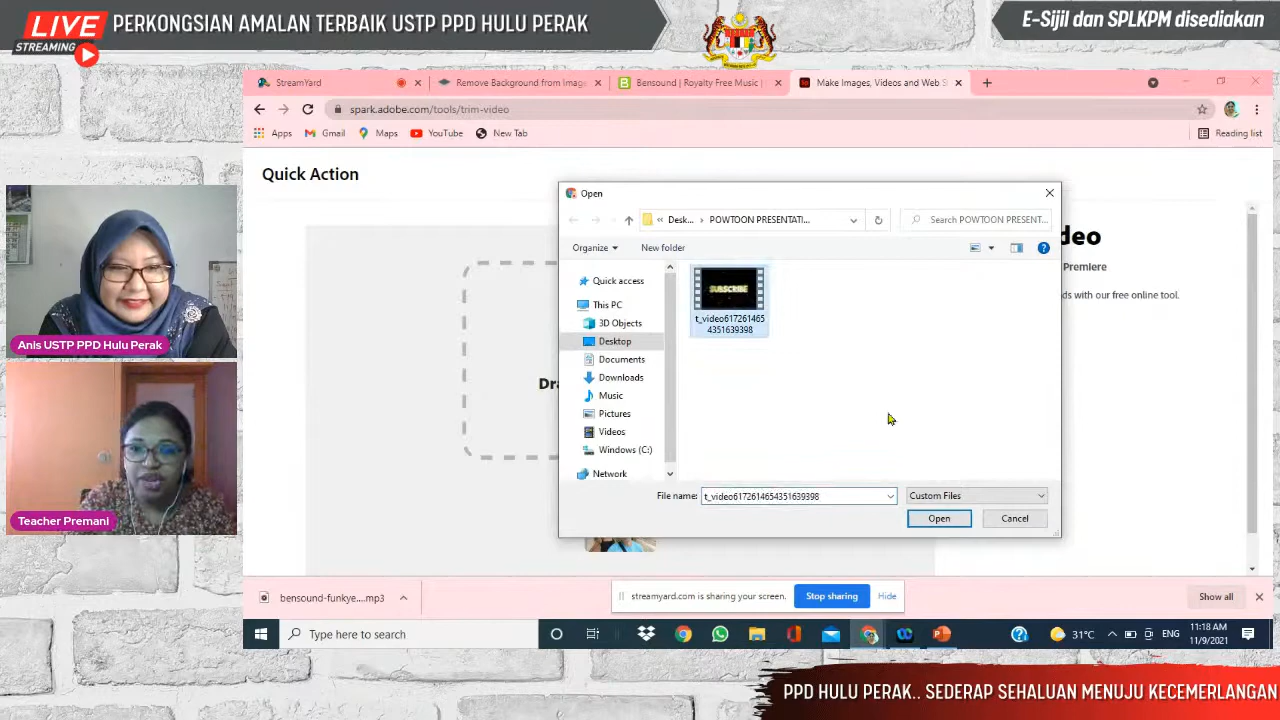 LIVE
STREAMING
PERKONGSIAN AMALAN TERBAIK USTP PPD HULU PERAK
E-Sijil dan SPLKPM disediakan
StreamYard
Remove Background from Image
Bensound | Royalty Free Music
Make Images, Videos and Web S
spark.adobe.com/tools/trim-video
Apps
Gmail
Maps
YouTube
New Tab
Reading list
Quick Action
Open
Desk...
POWTOON PRESENTATI...
Search POWTOON PRESENT...
Organize
New folder
Quick access
This PC
3D Objects
Desktop
Documents
Downloads
Music
Pictures
Videos
Windows (C:)
Network
SUBSCRIBE
t_video617261465
4351639398
File name:
t_video6172614654351639398
Custom Files
Open
Cancel
deo
Premiere
ds with our free online tool.
Dra
Anis USTP PPD Hulu Perak
Teacher Premani
bensound-funkye....mp3
streamyard.com is sharing your screen.
Stop sharing
Hide
Show all
Type here to search
31°C
ENG
11:18 AM
11/9/2021
PPD HULU PERAK.. SEDERAP SEHALUAN MENUJU KECEMERLANGAN